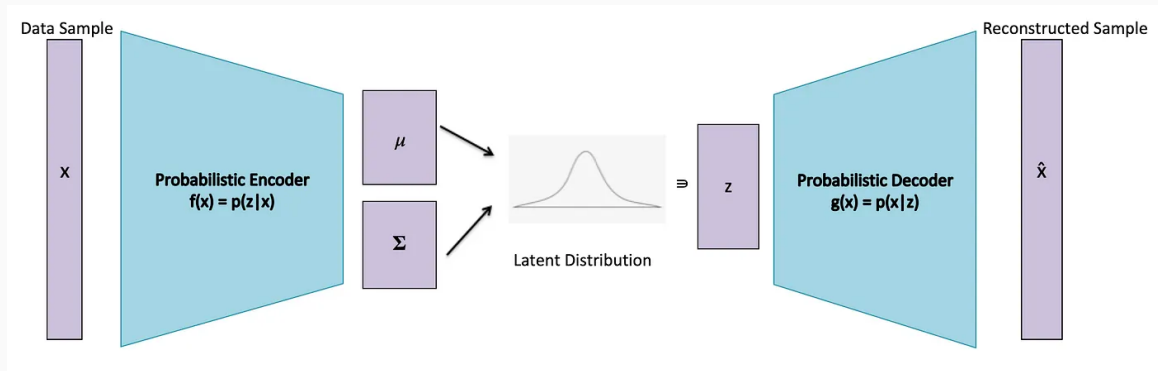 Data Sample
x
Probabilistic Encoder
f(x) = p(z|x)
μ
Σ
Latent Distribution
∋
z
Probabilistic Decoder
g(x) = p(x|z)
Reconstructed Sample
x̂